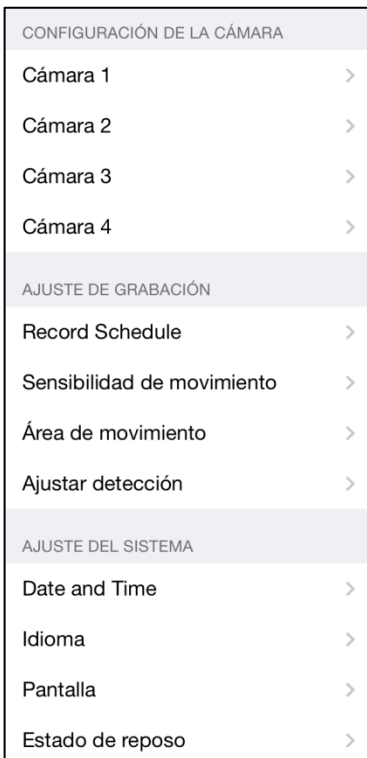 CONFIGURACIÓN DE LA CÁMARA
Cámara 1
Cámara 2
Cámara 3
Cámara 4
AJUSTE DE GRABACIÓN
Record Schedule
Sensibilidad de movimiento
Área de movimiento
Ajustar detección
AJUSTE DEL SISTEMA
Date and Time
Idioma
Pantalla
Estado de reposo